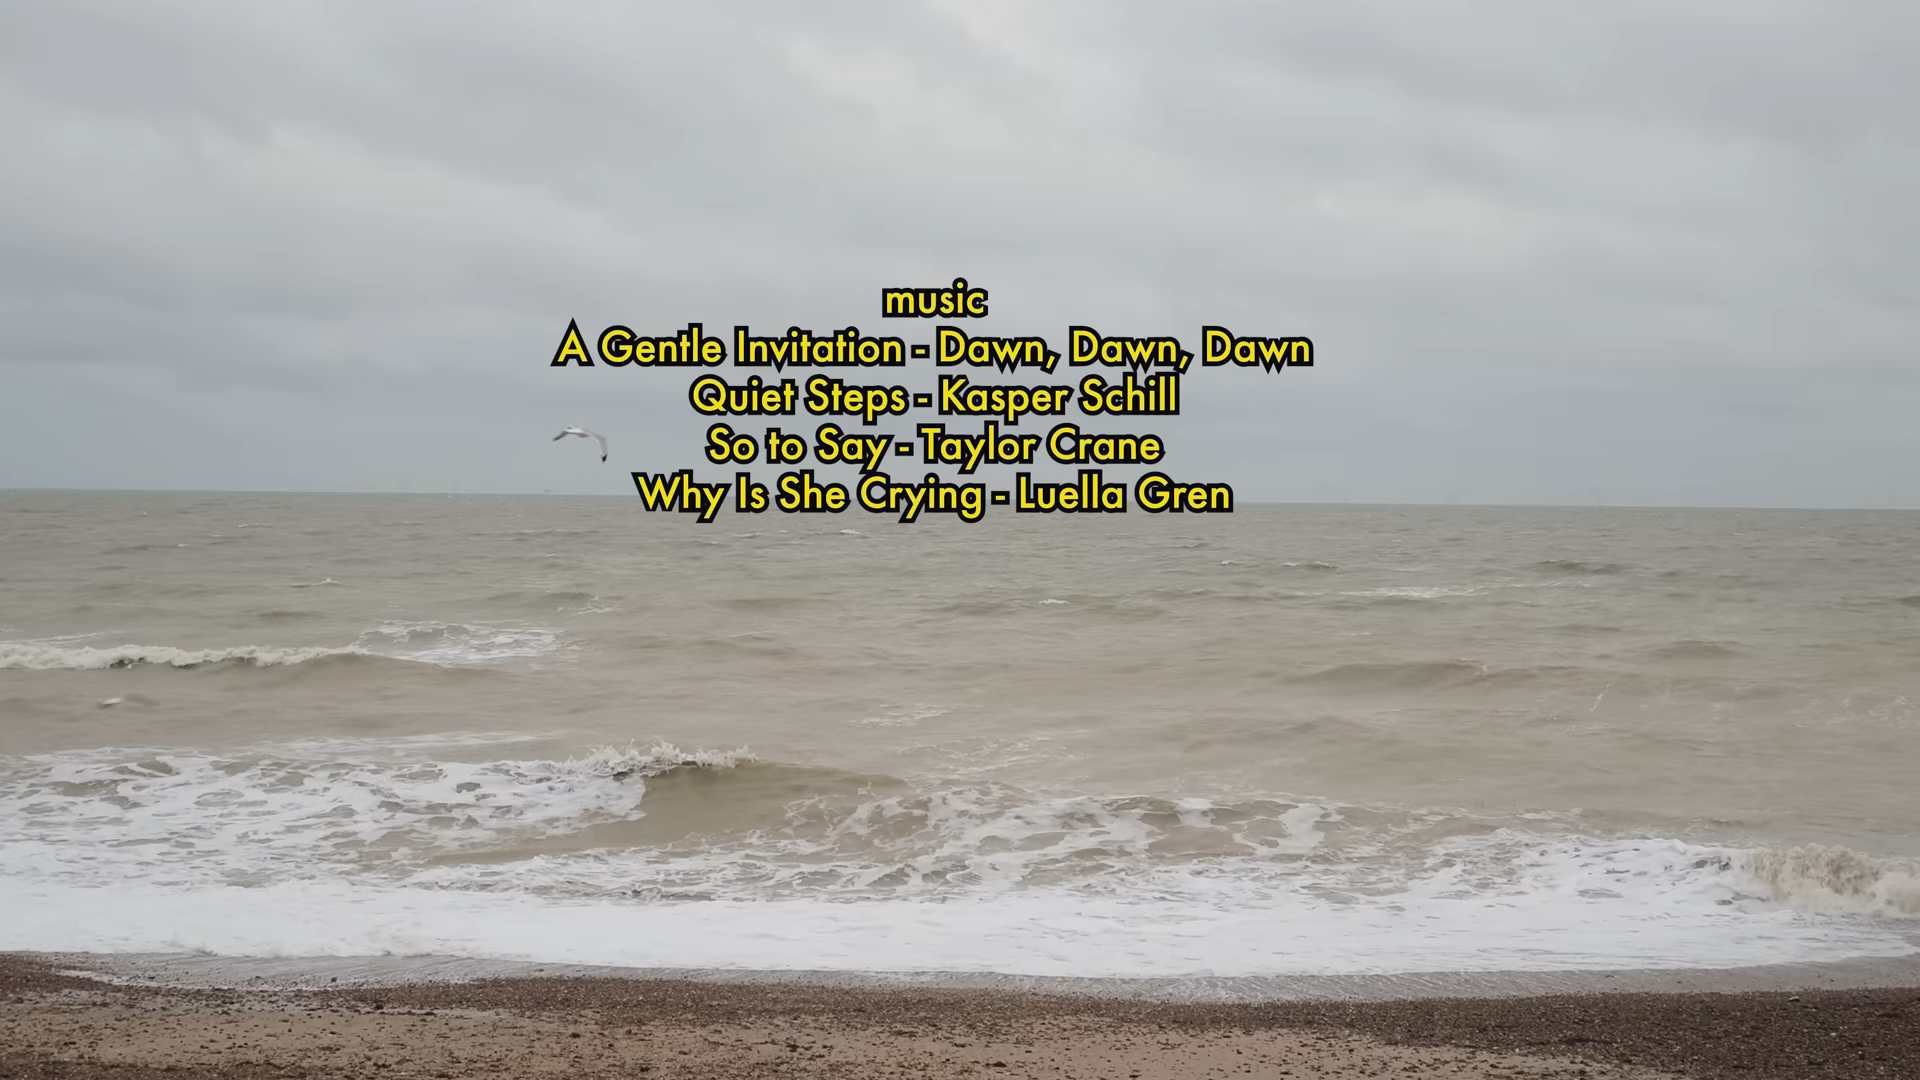 music
A Gentle Invitation - Dawn, Dawn, Dawn
Quiet Steps - Kasper Schill
So to Say - Taylor Crane
Why Is She Crying - Luella Gren